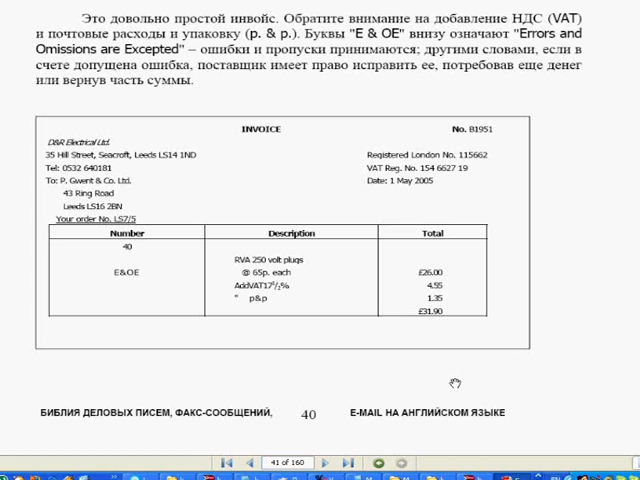 Это довольно простой инвойс. Обратите внимание на добавление НДС (VAT)
и почтовые расходы и упаковку (p. & p.). Буквы "E & OE" внизу означают "Errors and
Omissions are Excepted" – ошибки и пропуски принимаются; другими словами, если в
счете допущена ошибка, поставщик имеет право исправить ее, потребовав еще денег
или вернув часть суммы.
INVOICE No. B1951
D&R Electrical Ltd.
35 Hill Street, Seacroft, Leeds LS14 1ND Registered London No. 115662
Tel: 0532 640181 VAT Reg. No. 154 6627 19
To: P. Gwent & Co. Ltd. Date: 1 May 2005
43 Ring Road
Leeds LS16 2BN
Your order No. LS7/5
Number Description Total
40
RVA 250 volt plugs
E&OE @ 65p. each £26.00
AddVAT17½% 4.55
" p&p 1.35
£31.90
БИБЛИЯ ДЕЛОВЫХ ПИСЕМ, ФАКС-СООБЩЕНИЙ, 40 E-MAIL НА АНГЛИЙСКОМ ЯЗЫКЕ
41 of 160